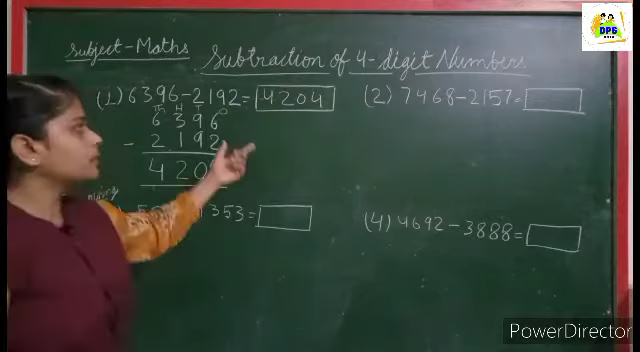 Subject-Maths
Subtraction of 4-digit Numbers
(1) 6396-2192= 4204
Th H T O
6 3 9 6
- 2 1 9 2
4 2 0
(2) 7468-2157=
1353=
(4) 4692-3888=
DPS
PowerDirector